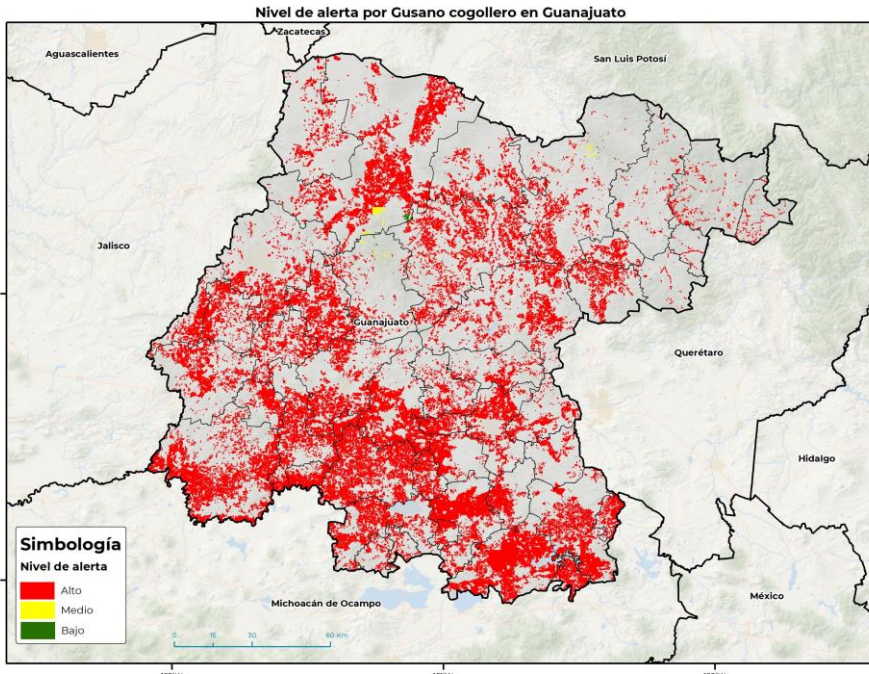 Nivel de alerta por Gusano cogollero en Guanajuato
Zacatecas
Aguascalientes
San Luis Potosí
Jalisco
Guanajuato
Querétaro
Hidalgo
Simbología
Nivel de alerta
Alto
Medio
Bajo
Michoacán de Ocampo
México
0 15 30 60 Km